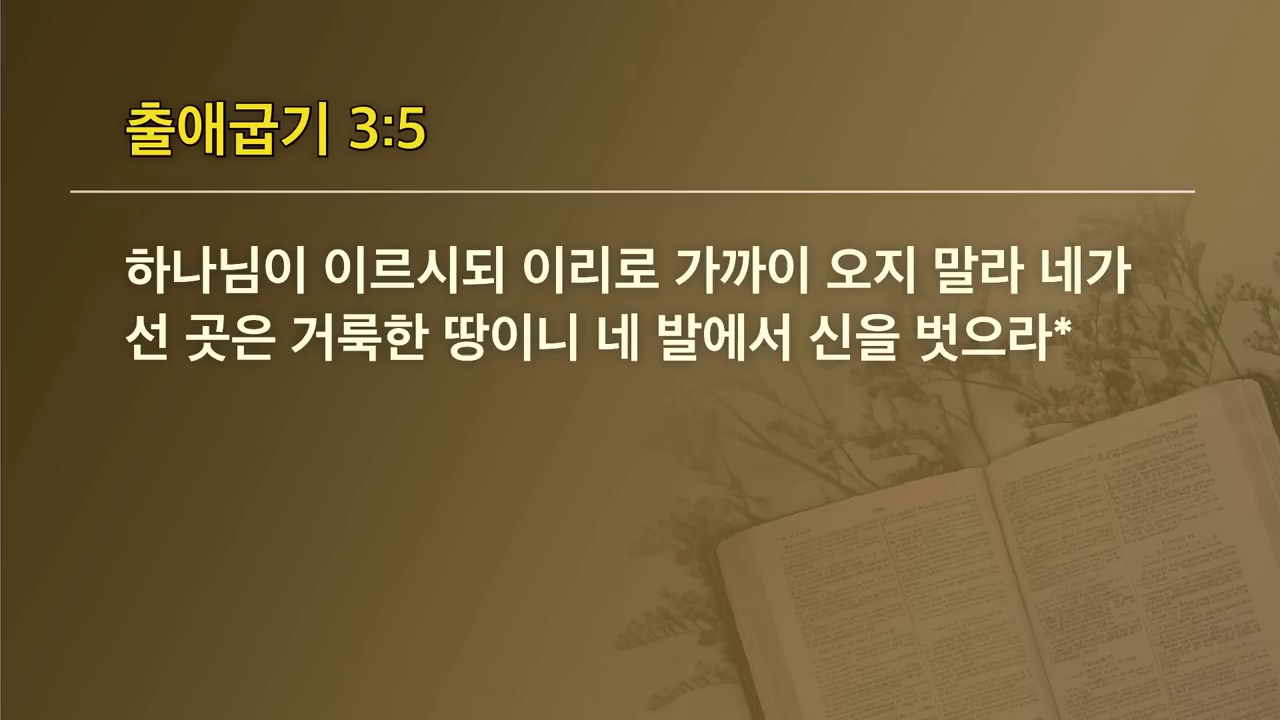 출애굽기 3:5
하나님이 이르시되 이리로 가까이 오지 말라 네가
선 곳은 거룩한 땅이니 네 발에서 신을 벗으라*